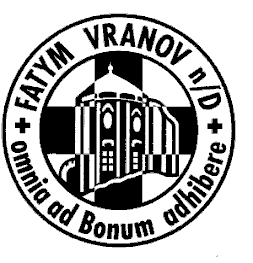 FATYM VRANOV n/D
+ omnia ad Bonum adhibere +